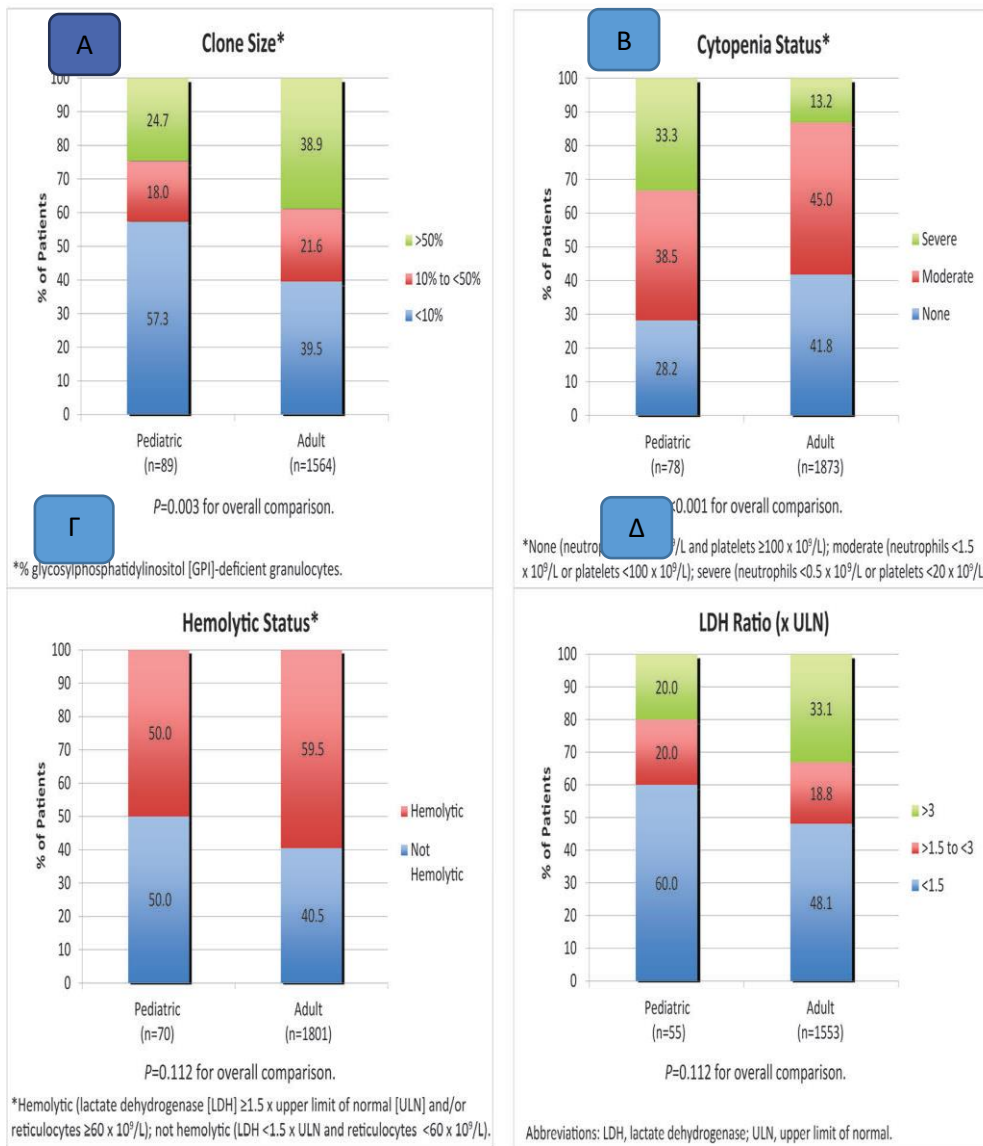 A
Clone Size*
100
90
80
70
60
50
40
30
20
10
0
% of Patients
24.7
18.0
57.3
38.9
21.6
39.5
>50%
10% to <50%
<10%
Pediatric
(n=89)
Adult
(n=1564)
P=0.003 for overall comparison.
*% glycosylphosphatidylinositol [GPI]-deficient granulocytes.
B
Cytopenia Status*
100
90
80
70
60
50
40
30
20
10
0
% of Patients
33.3
38.5
28.2
13.2
45.0
41.8
Severe
Moderate
None
Pediatric
(n=78)
Adult
(n=1873)
<0.001 for overall comparison.
*None (neutrop 10⁹/L and platelets ≥100 x 10⁹/L); moderate (neutrophils <1.5
x 10⁹/L or platelets <100 x 10⁹/L); severe (neutrophils <0.5 x 10⁹/L or platelets <20 x 10⁹/L
Γ
Hemolytic Status*
100
90
80
70
60
50
40
30
20
10
0
% of Patients
50.0
50.0
59.5
40.5
Hemolytic
Not
Hemolytic
Pediatric
(n=70)
Adult
(n=1801)
P=0.112 for overall comparison.
*Hemolytic (lactate dehydrogenase [LDH] ≥1.5 x upper limit of normal [ULN] and/or
reticulocytes ≥60 x 10⁹/L); not hemolytic (LDH <1.5 x ULN and reticulocytes <60 x 10⁹/L).
Δ
LDH Ratio (x ULN)
100
90
80
70
60
50
40
30
20
10
0
% of Patients
20.0
20.0
60.0
33.1
18.8
48.1
>3
>1.5 to <3
<1.5
Pediatric
(n=55)
Adult
(n=1553)
P=0.112 for overall comparison.
Abbreviations: LDH, lactate dehydrogenase; ULN, upper limit of normal.